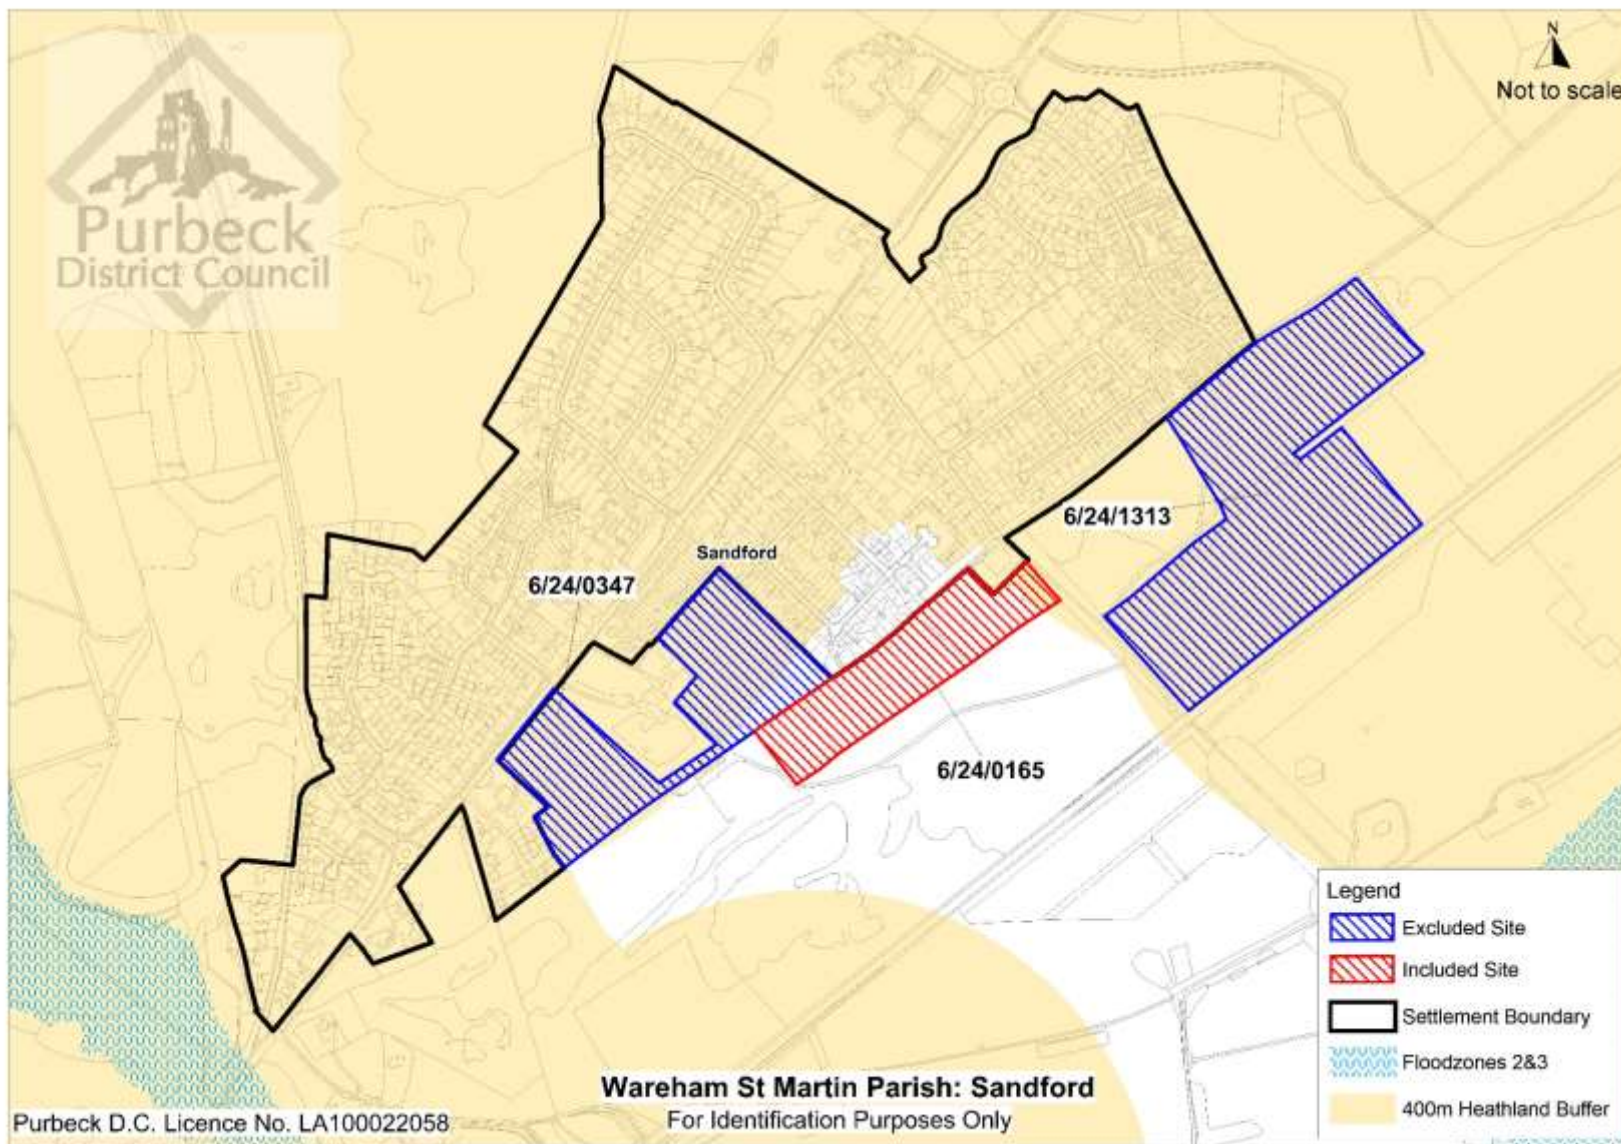 N
Not to scale
Purbeck
District Council
Sandford
6/24/1313
6/24/0347
6/24/0165
Legend
Excluded Site
Included Site
Settlement Boundary
Floodzones 2&3
400m Heathland Buffer
Wareham St Martin Parish: Sandford
For Identification Purposes Only
Purbeck D.C. Licence No. LA100022058